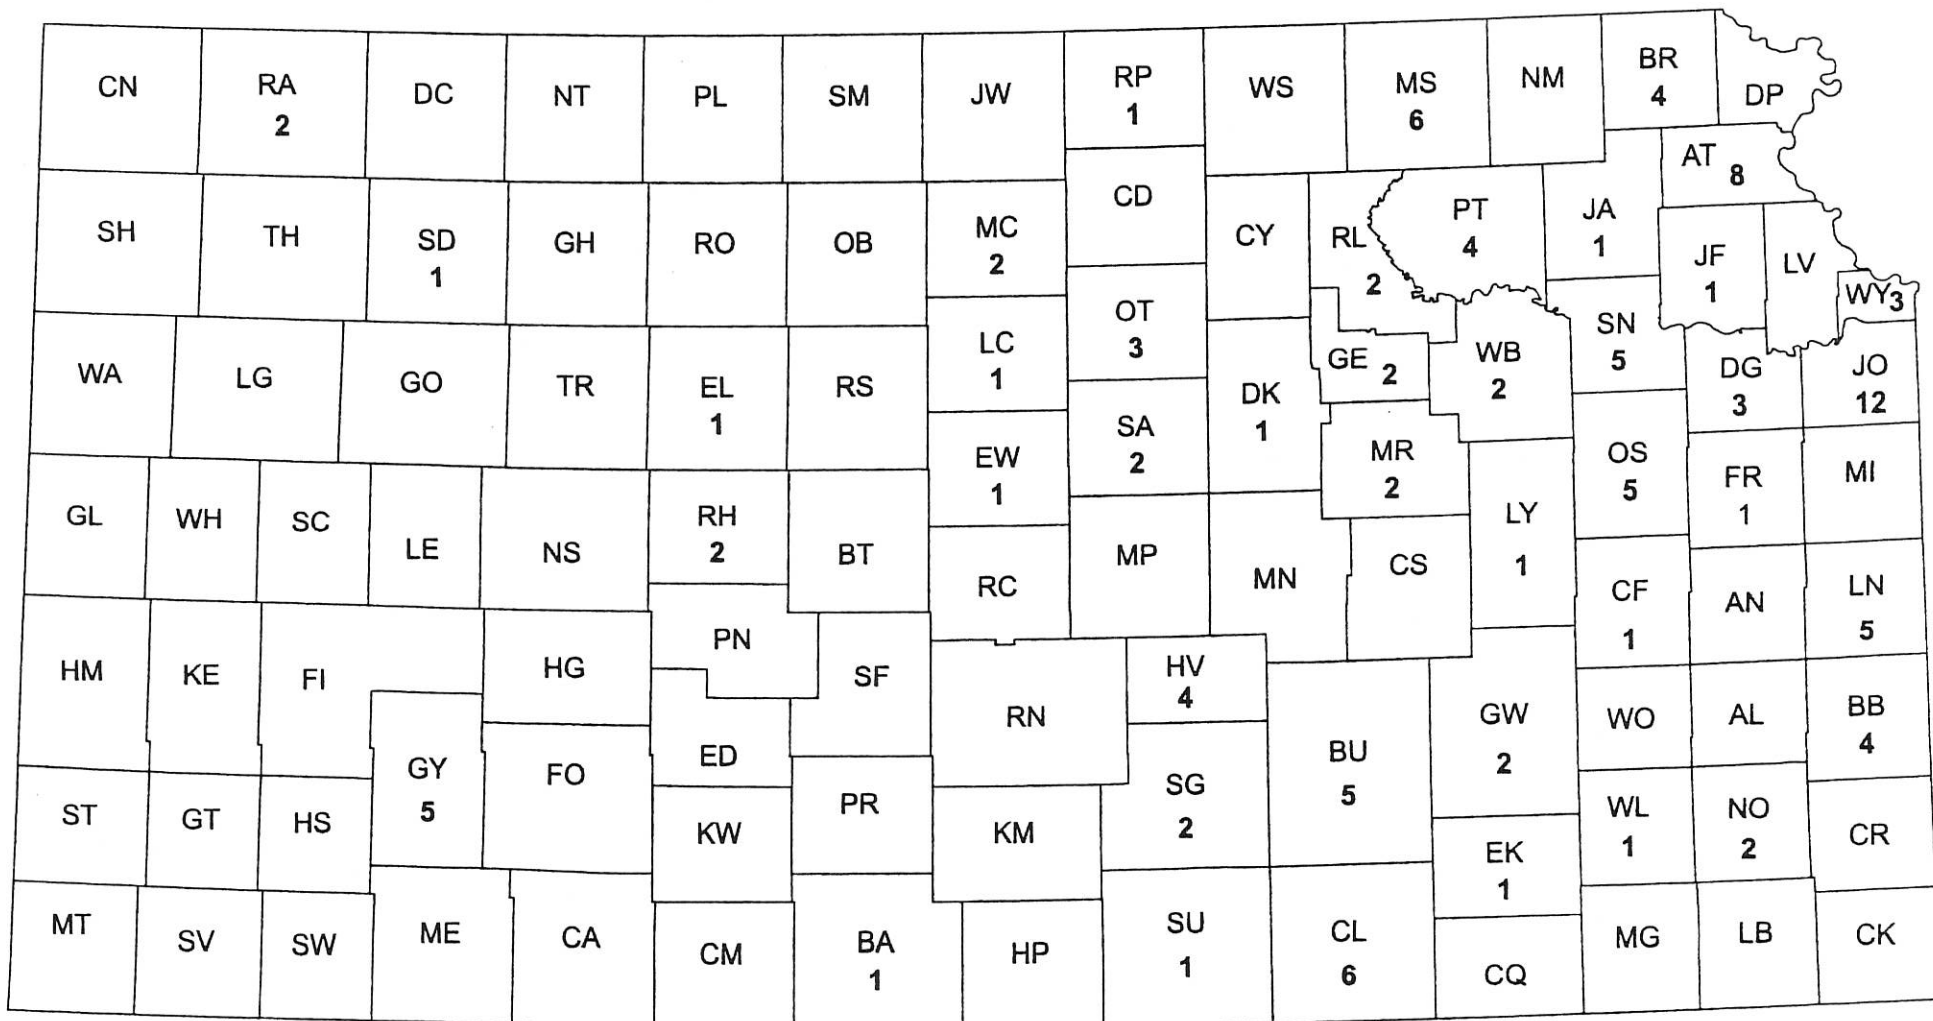 CN
RA
2
DC
NT
PL
SM
JW
RP
1
WS
MS
6
NM
BR
4
DP
AT
8
SH
TH
SD
1
GH
RO
OB
MC
2
CD
CY
RL
2
PT
4
JA
1
JF
1
LV
WY3
WA
LG
GO
TR
EL
1
RS
LC
1
OT
3
DK
1
GE 2
WB
2
SN
5
DG
3
JO
12
EW
1
SA
2
MR
2
OS
5
FR
1
MI
GL
WH
SC
LE
NS
RH
2
BT
RC
MP
MN
CS
LY
1
CF
1
AN
LN
5
HM
KE
FI
HG
PN
SF
RN
HV
4
GW
2
WO
AL
BB
4
GY
5
FO
ED
PR
SG
2
BU
5
ST
GT
HS
KW
KM
EK
1
WL
1
NO
2
CR
MT
SV
SW
ME
CA
CM
BA
1
HP
SU
1
CL
6
CQ
MG
LB
CK